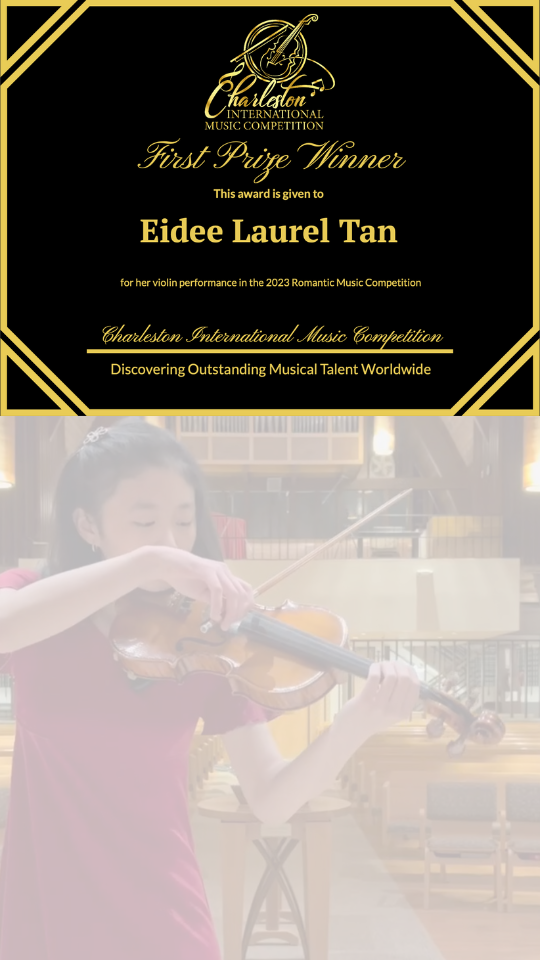 Charleston
INTERNATIONAL
MUSIC COMPETITION
First Prize Winner
This award is given to
Eidee Laurel Tan
for her violin performance in the 2023 Romantic Music Competition
Charleston International Music Competition
Discovering Outstanding Musical Talent Worldwide